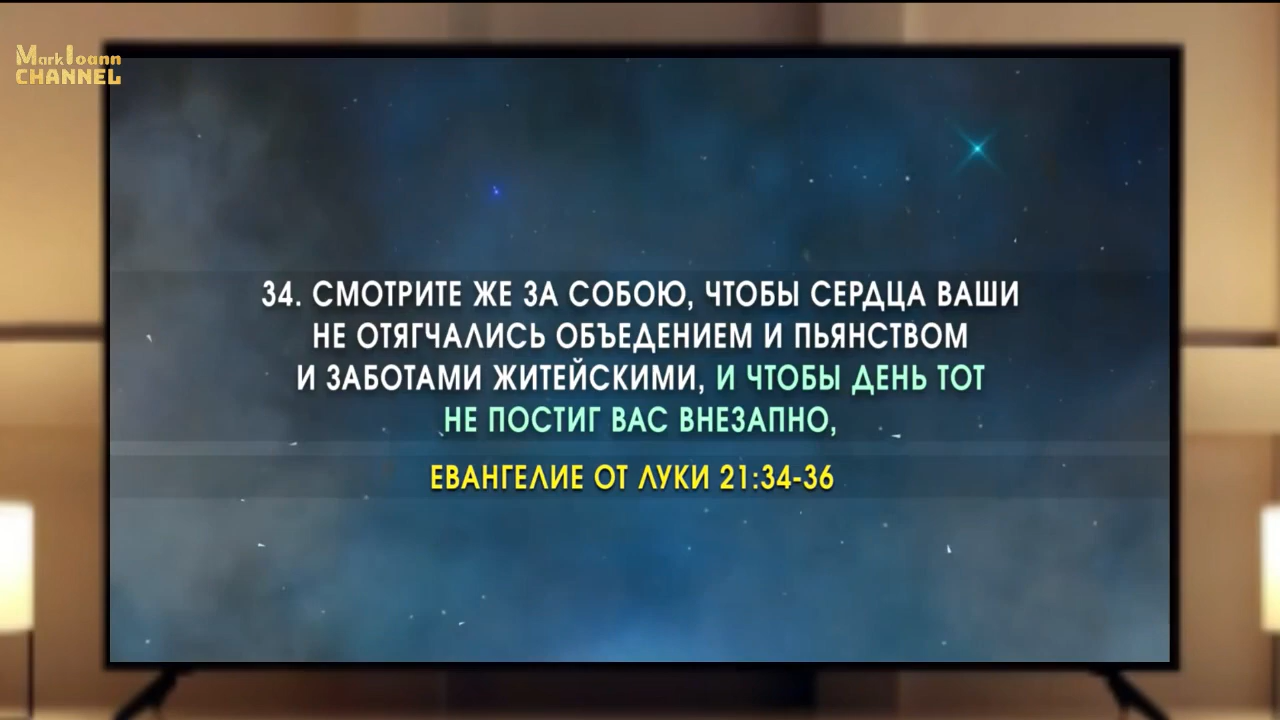 MarkIoann
CHANNEL
34. СМОТРИТЕ ЖЕ ЗА СОБОЮ, ЧТОБЫ СЕРДЦА ВАШИ
НЕ ОТЯГЧАЛИСЬ ОБЪЕДЕНИЕМ И ПЬЯНСТВОМ
И ЗАБОТАМИ ЖИТЕЙСКИМИ, И ЧТОБЫ ДЕНЬ ТОТ
НЕ ПОСТИГ ВАС ВНЕЗАПНО,
ЕВАНГЕЛИЕ ОТ ЛУКИ 21:34-36